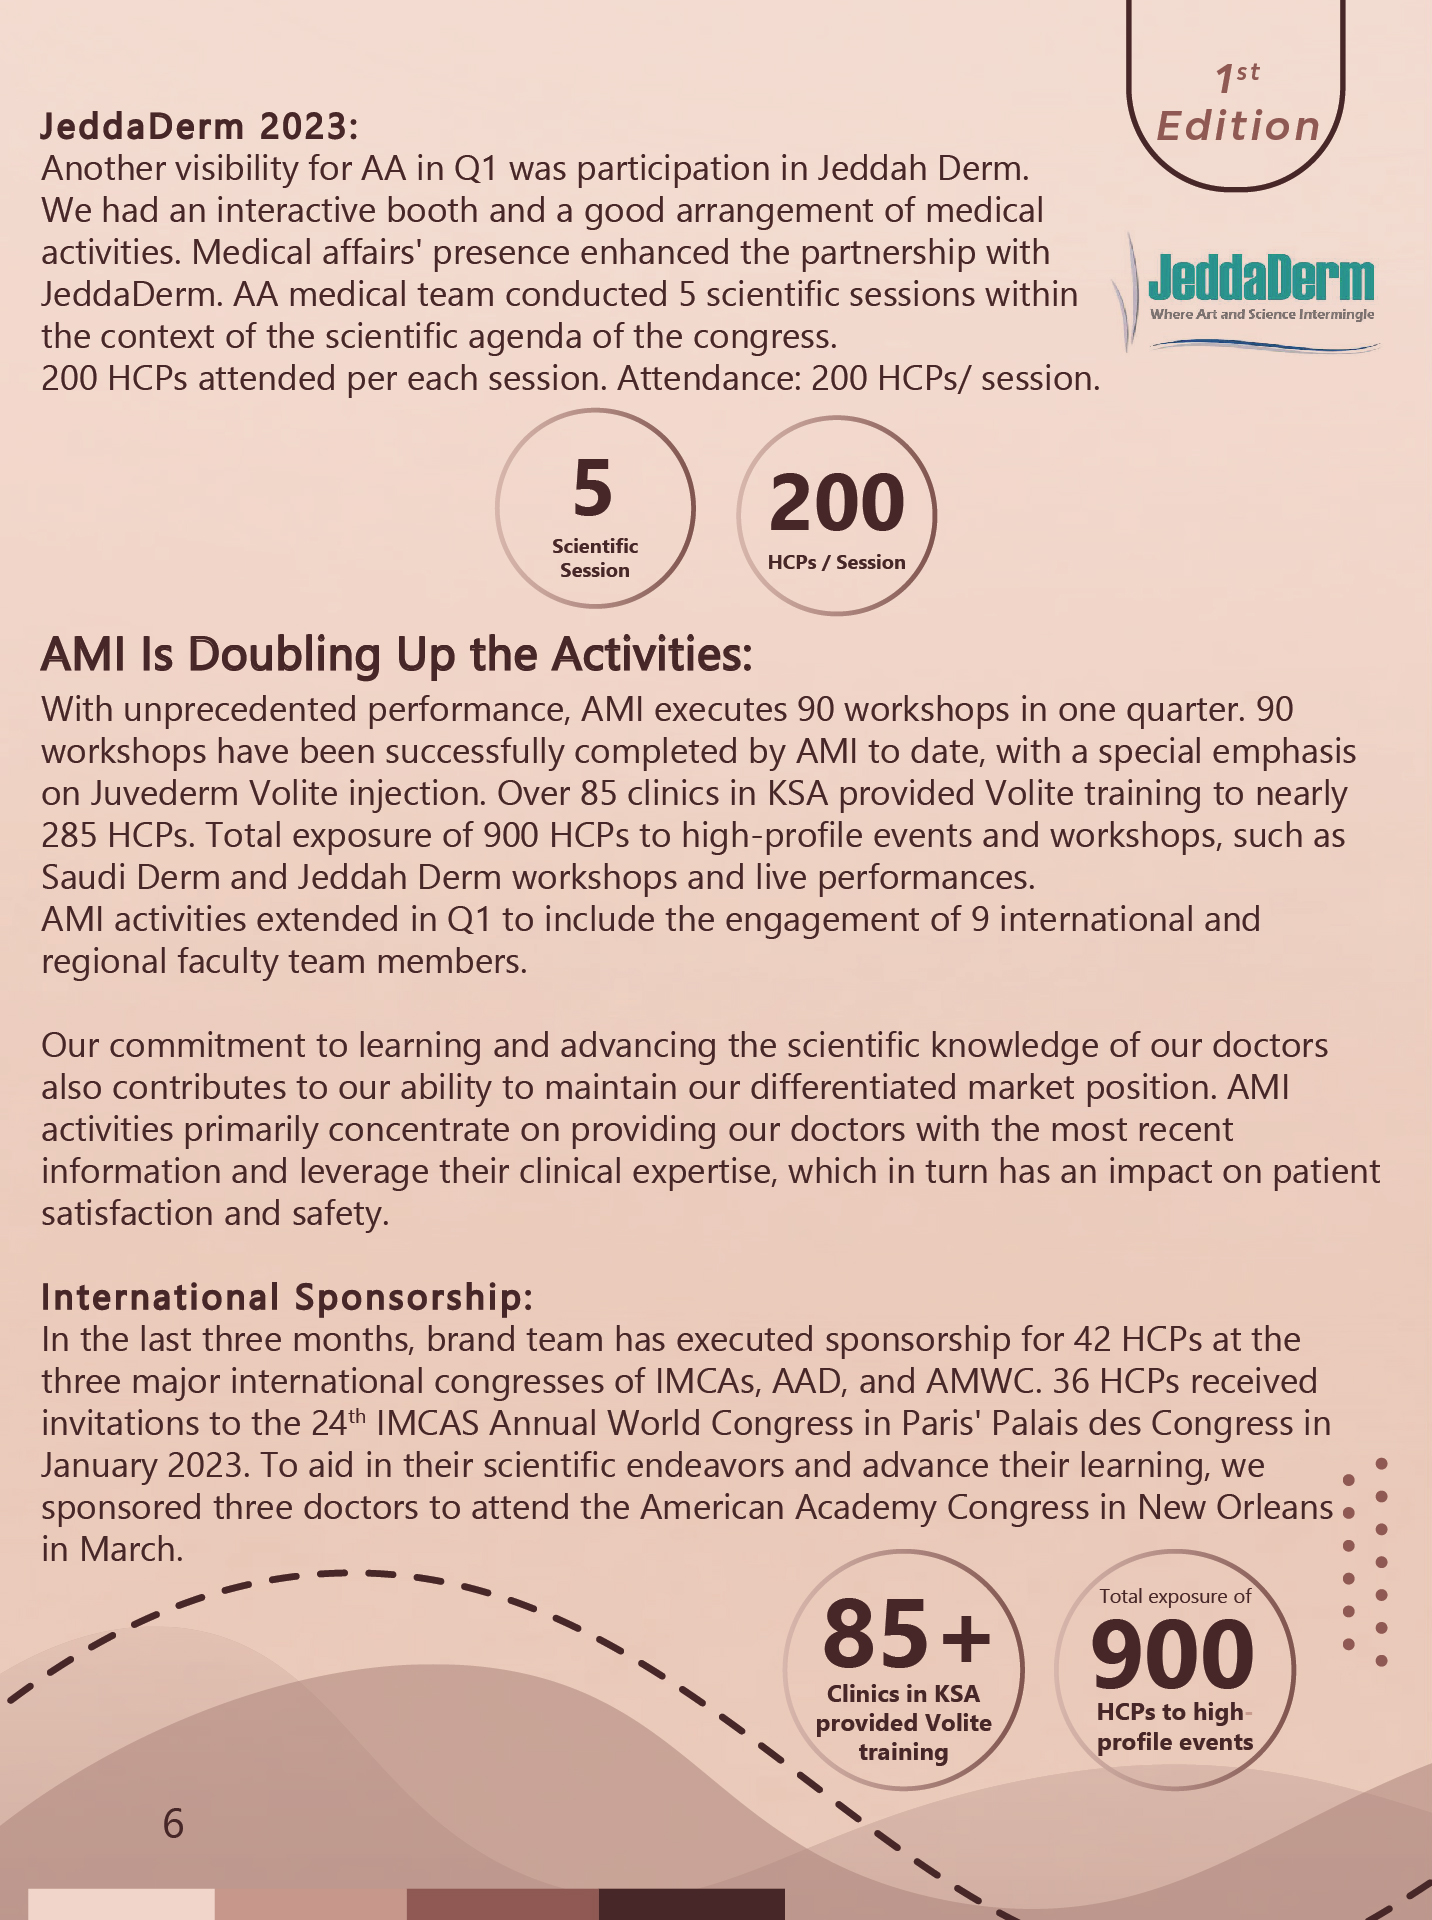 1st
Edition
JeddaDerm 2023:
Another visibility for AA in Q1 was participation in Jeddah Derm.
We had an interactive booth and a good arrangement of medical
activities. Medical affairs' presence enhanced the partnership with
JeddaDerm. AA medical team conducted 5 scientific sessions within
the context of the scientific agenda of the congress.
200 HCPs attended per each session. Attendance: 200 HCPs/ session.
JeddaDerm
Where Art and Science Intermingle
5
Scientific
Session
200
HCPs / Session
AMI Is Doubling Up the Activities:
With unprecedented performance, AMI executes 90 workshops in one quarter. 90
workshops have been successfully completed by AMI to date, with a special emphasis
on Juvederm Volite injection. Over 85 clinics in KSA provided Volite training to nearly
285 HCPs. Total exposure of 900 HCPs to high-profile events and workshops, such as
Saudi Derm and Jeddah Derm workshops and live performances.
AMI activities extended in Q1 to include the engagement of 9 international and
regional faculty team members.
Our commitment to learning and advancing the scientific knowledge of our doctors
also contributes to our ability to maintain our differentiated market position. AMI
activities primarily concentrate on providing our doctors with the most recent
information and leverage their clinical expertise, which in turn has an impact on patient
satisfaction and safety.
International Sponsorship:
In the last three months, brand team has executed sponsorship for 42 HCPs at the
three major international congresses of IMCAs, AAD, and AMWC. 36 HCPs received
invitations to the 24th IMCAS Annual World Congress in Paris' Palais des Congress in
January 2023. To aid in their scientific endeavors and advance their learning, we
sponsored three doctors to attend the American Academy Congress in New Orleans
in March.
85+
Clinics in KSA
provided Volite
training
Total exposure of
900
HCPs to high-
profile events
6